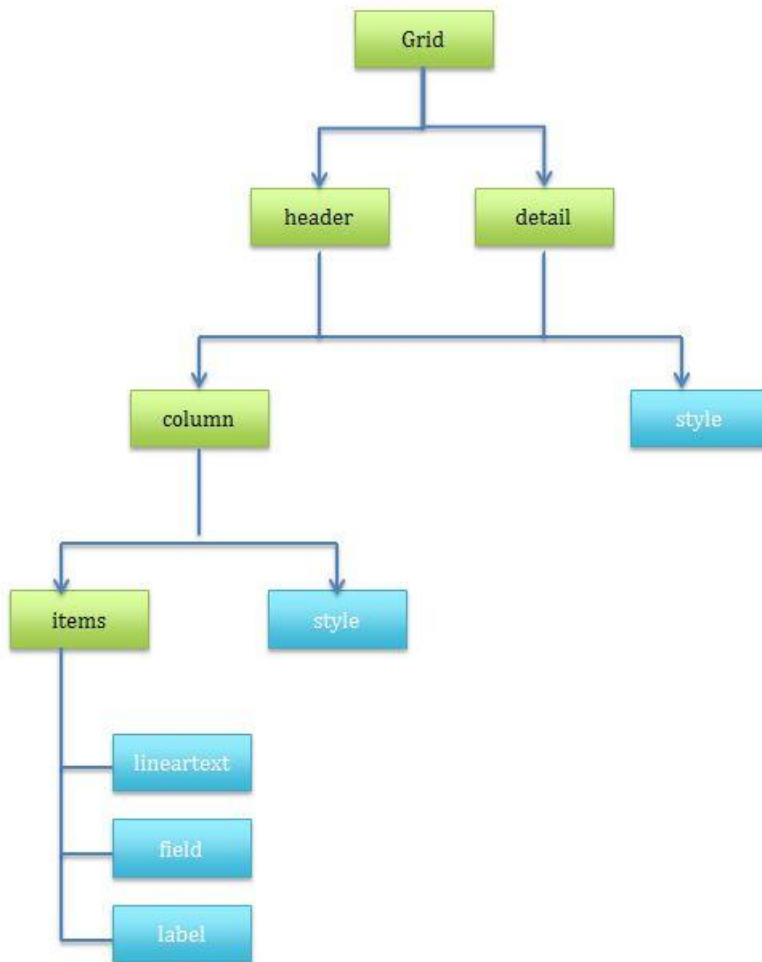 Grid
header
detail
column
style
items
style
lineartext
field
label